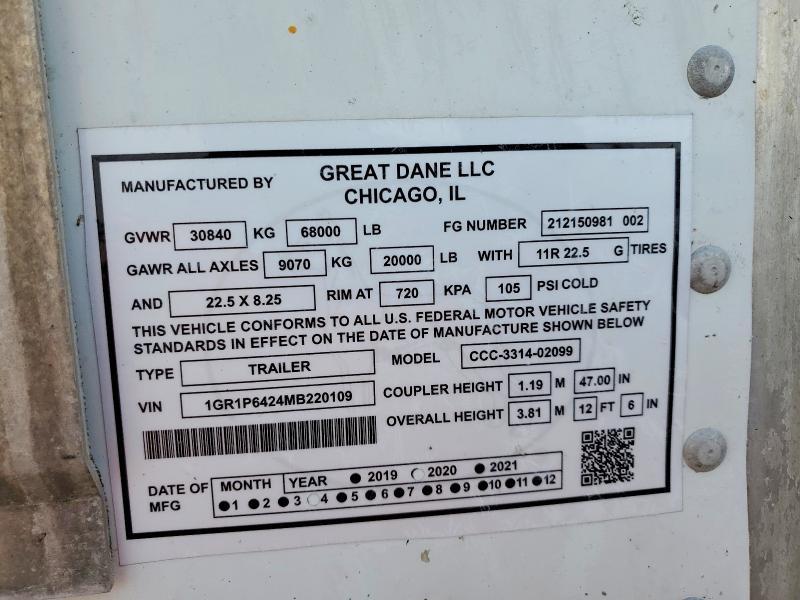 MANUFACTURED BY GREAT DANE LLC
CHICAGO, IL
GVWR 30840 KG 68000 LB FG NUMBER 212150981 002
GAWR ALL AXLES 9070 KG 20000 LB WITH 11R 22.5 G TIRES
AND 22.5 X 8.25 RIM AT 720 KPA 105 PSI COLD
THIS VEHICLE CONFORMS TO ALL U.S. FEDERAL MOTOR VEHICLE SAFETY
STANDARDS IN EFFECT ON THE DATE OF MANUFACTURE SHOWN BELOW
TYPE TRAILER MODEL CCC-3314-02099
VIN 1GR1P6424MB220109 COUPLER HEIGHT 1.19 M 47.00 IN
OVERALL HEIGHT 3.81 M 12 FT 6 IN
DATE OF MFG MONTH YEAR 2019 2020 2021
1 2 3 4 5 6 7 8 9 10 11 12